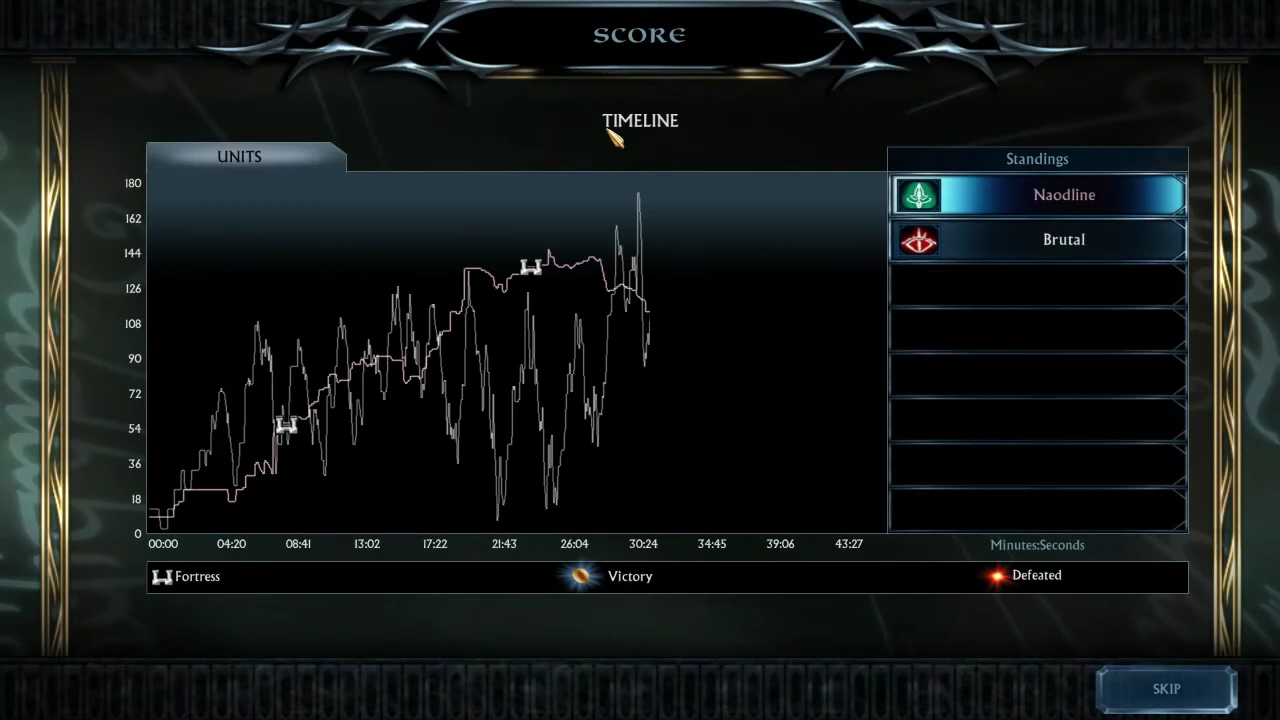 SCORE
TIMELINE
UNITS
Standings
Naodline
Brutal
180
162
144
126
108
90
72
54
36
18
0
00:00 04:20 08:41 13:02 17:22 21:43 26:04 30:24 34:45 39:06 43:27
Minutes:Seconds
Fortress Victory Defeated
SKIP